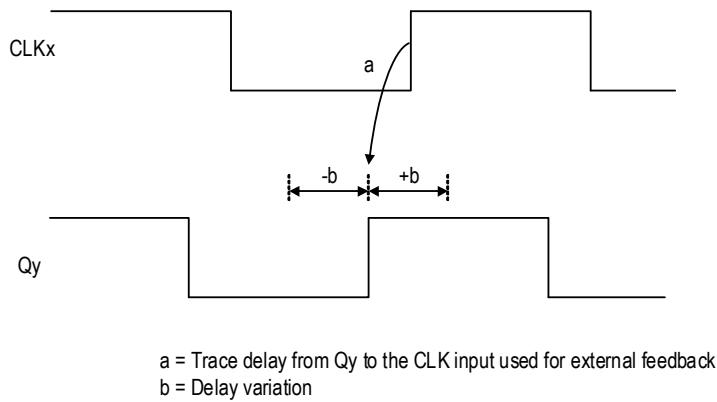 CLKx
a
-b
+b
Qy
a = Trace delay from Qy to the CLK input used for external feedback
b = Delay variation